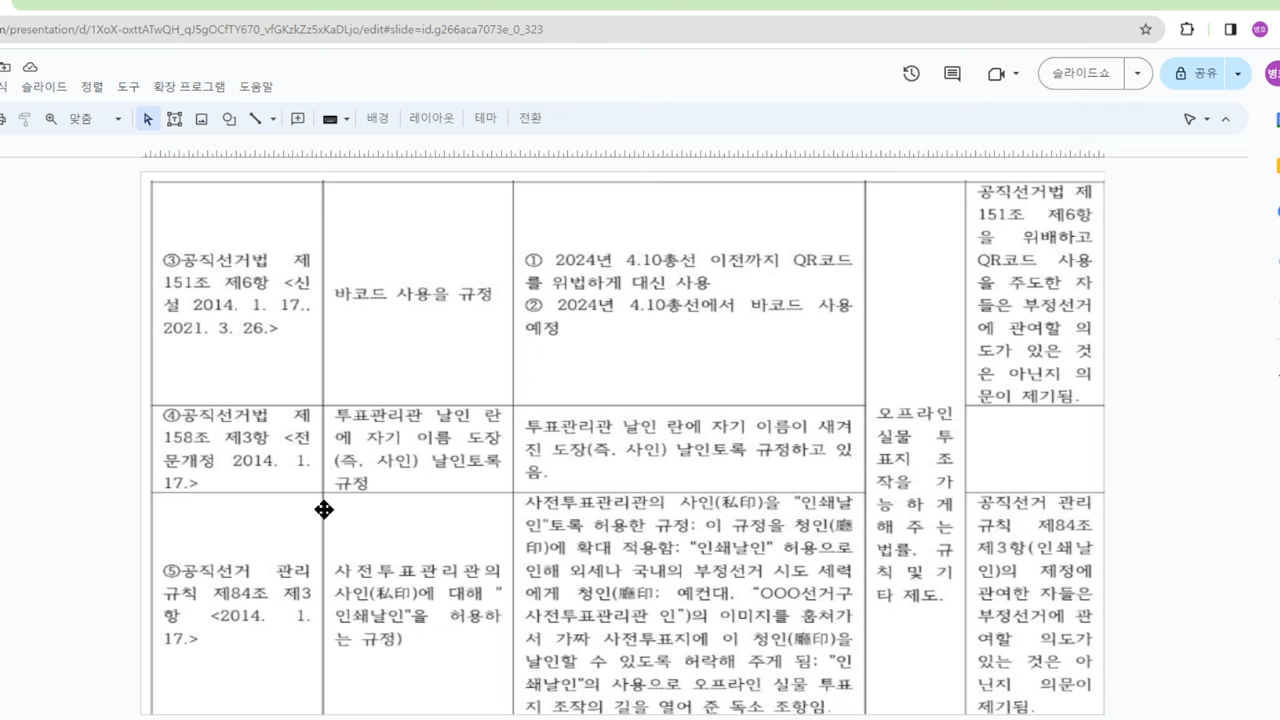 m/presentation/d/1XoX-oxttATwQH_qJ5gOCfTY670_vfGKzkZz5xKaDLjo/edit#slide=id.g266aca7073e_0_323
병호
식 슬라이드 정렬 도구 확장 프로그램 도움말
슬라이드쇼
공유
맞춤
배경 레이아웃 테마 전환
③공직선거법 제
151조 제6항 <신
설 2014. 1. 17.,
2021. 3. 26.>
바코드 사용을 규정
① 2024년 4.10총선 이전까지 QR코드
를 위법하게 대신 사용
② 2024년 4.10총선에서 바코드 사용
예정
공직선거법 제
151조 제6항
을 위배하고
QR코드 사용
을 주도한 자
들은 부정선거
에 관여할 의
도가 있은 것
은 아닌지 의
문이 제기됨.
④공직선거법 제
158조 제3항 <전
문개정 2014. 1.
17.>
투표관리관 날인 란
에 자기 이름 도장
(즉, 사인) 날인토록
규정
투표관리관 날인 란에 자기 이름이 새겨
진 도장(즉, 사인) 날인토록 규정하고 있
음.
오프라인
실물 투
표지 조
작을 가
능하게
해 주는
법률, 규
칙 및 기
타 제도.
⑤공직선거 관리
규칙 제84조 제3
항 <2014. 1.
17.>
사전투표관리관의
사인(私印)에 대해 "
인쇄날인"을 허용하
는 규정)
사전투표관리관의 사인(私印)을 "인쇄날
인"토록 허용한 규정; 이 규정을 청인(廳
印)에 확대 적용함; "인쇄날인" 허용으로
인해 외세나 국내의 부정선거 시도 세력
에게 청인(廳印; 예컨대, "OOO선거구
사전투표관리관 인")의 이미지를 훔쳐가
서 가짜 사전투표지에 이 청인(廳印)을
날인할 수 있도록 허락해 주게 됨; "인
쇄날인"의 사용으로 오프라인 실물 투표
지 조작의 길을 열어 준 독소 조항임.
공직선거 관리
규칙 제84조
제3항(인쇄날
인)의 제정에
관여한 자들은
부정선거에 관
여할 의도가
있는 것은 아
닌지 의문이
제기됨.